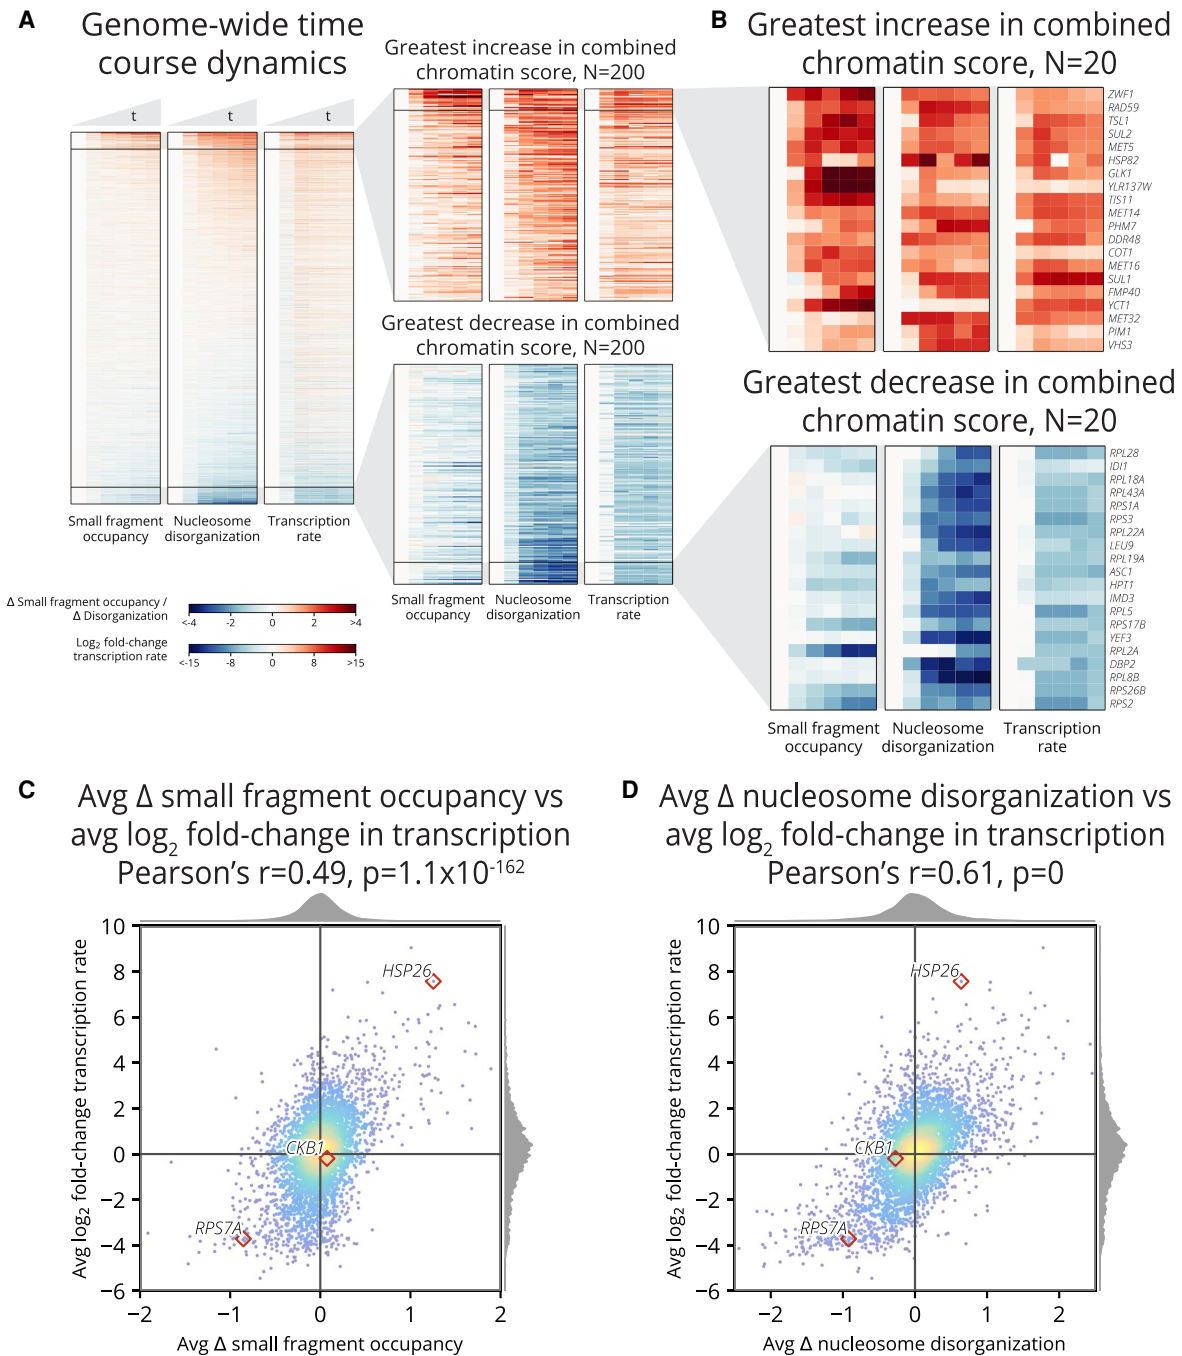 A
Genome-wide time
course dynamics
t
t
t
Small fragment
occupancy
Nucleosome
disorganization
Transcription
rate
Δ Small fragment occupancy /
Δ Disorganization
<-4
-2
0
2
>4
Log₂ fold-change
transcription rate
<-15
-8
0
8
>15
Greatest increase in combined
chromatin score, N=200
Greatest decrease in combined
chromatin score, N=200
Small fragment
occupancy
Nucleosome
disorganization
Transcription
rate
B
Greatest increase in combined
chromatin score, N=20
ZWF1
RAD59
TSL1
SUL2
MET5
HSP82
GLK1
YLR137W
TIS11
MET14
PHM7
DDR48
COT1
MET16
SUL1
FMP40
YCT1
MET32
PIM1
VHS3
Greatest decrease in combined
chromatin score, N=20
RPL28
IDI1
RPL18A
RPL43A
RPS1A
RPS3
RPL22A
LEU9
RPL19A
ASC1
HPT1
IMD3
RPL5
RPS17B
YEF3
RPL2A
DBP2
RPL8B
RPS26B
RPS2
Small fragment
occupancy
Nucleosome
disorganization
Transcription
rate
C
Avg Δ small fragment occupancy vs
avg log₂ fold-change in transcription
Pearson's r=0.49, p=1.1x10⁻¹⁶²
Avg log₂ fold-change transcription rate
10
8
6
4
2
0
−2
−4
−6
HSP26
CKB1
RPS7A
−2
−1
0
1
2
Avg Δ small fragment occupancy
D
Avg Δ nucleosome disorganization vs
avg log₂ fold-change in transcription
Pearson's r=0.61, p=0
Avg log₂ fold-change transcription rate
10
8
6
4
2
0
−2
−4
−6
HSP26
CKB1
RPS7A
−2
−1
0
1
2
Avg Δ nucleosome disorganization